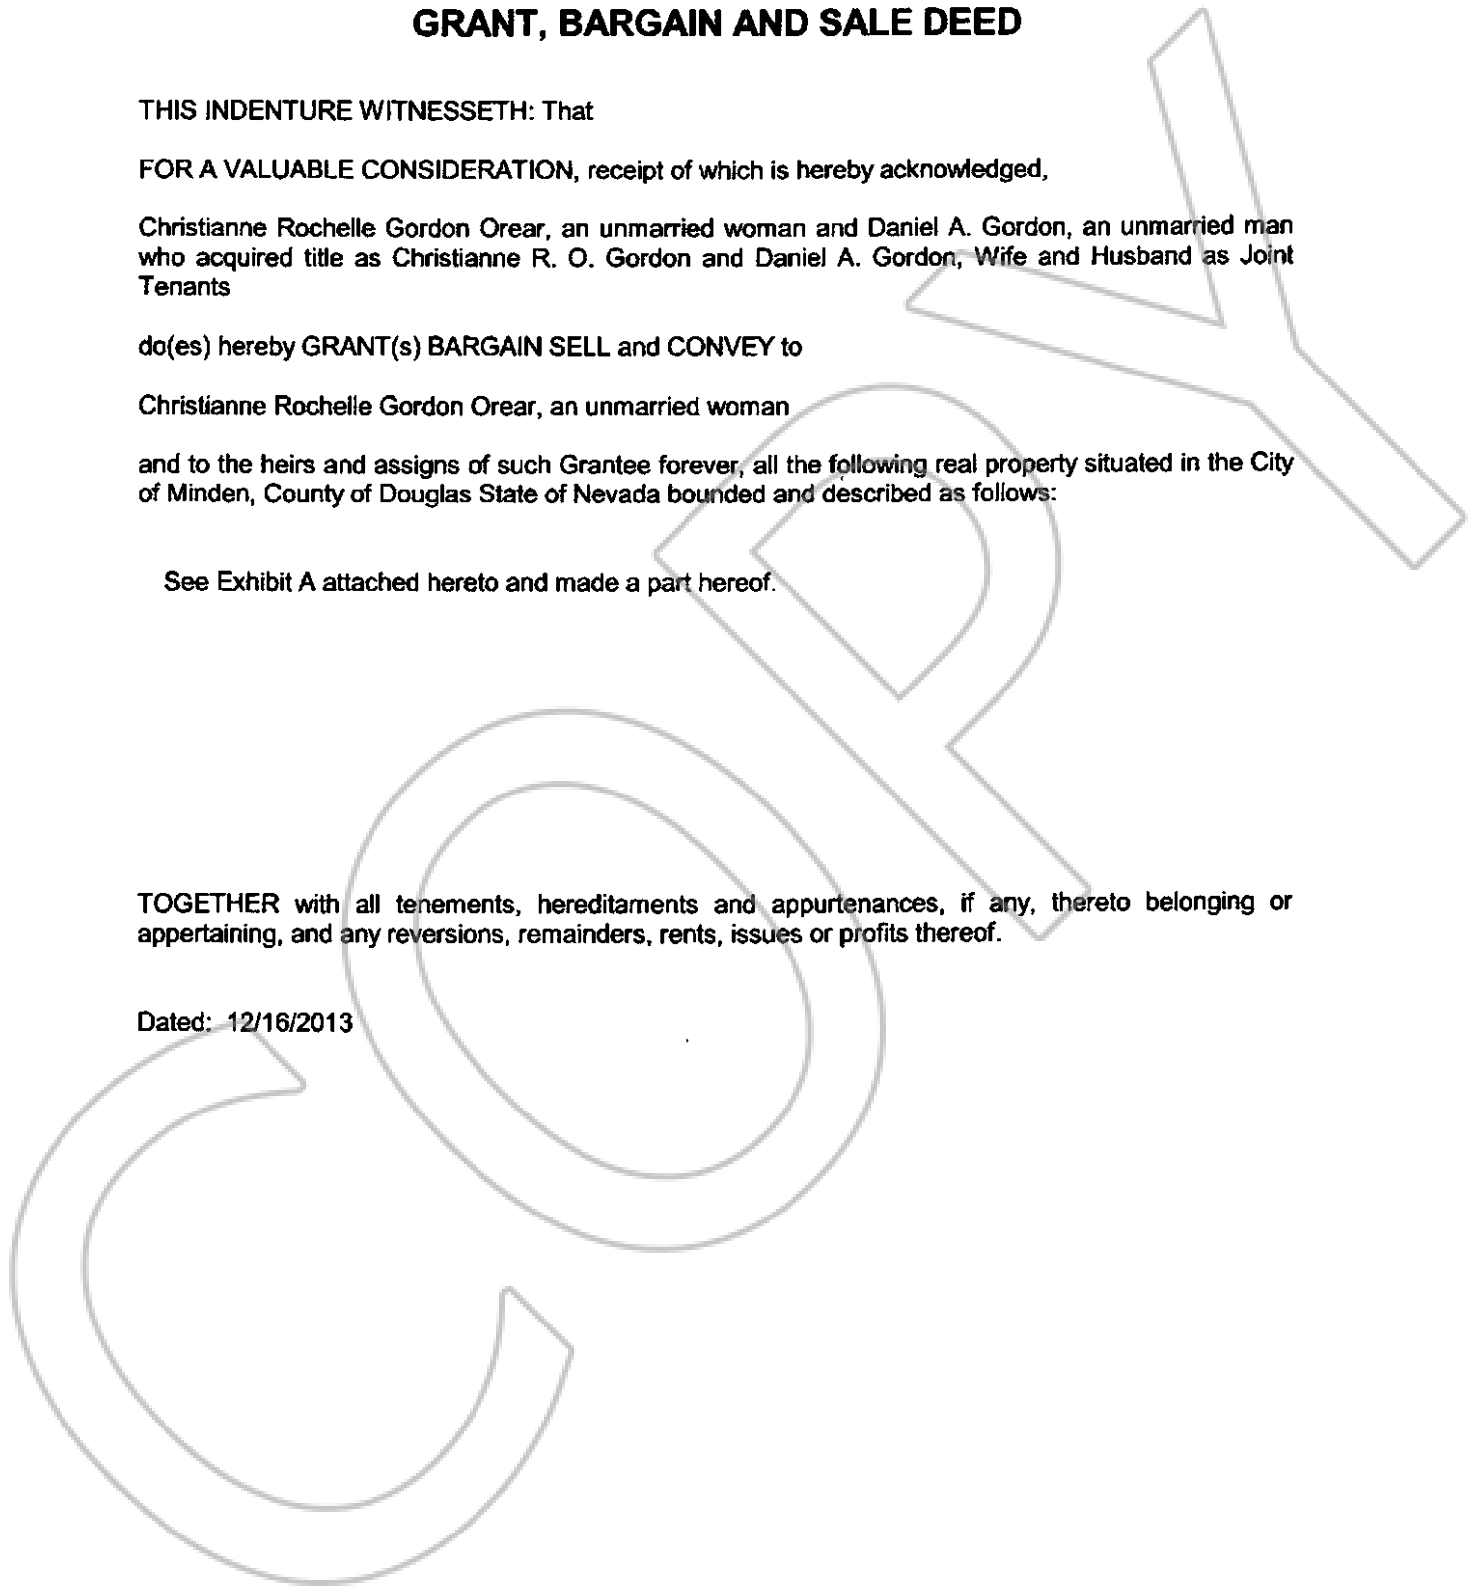 GRANT, BARGAIN AND SALE DEED
THIS INDENTURE WITNESSETH: That
FOR A VALUABLE CONSIDERATION, receipt of which is hereby acknowledged,
Christianne Rochelle Gordon Orear, an unmarried woman and Daniel A. Gordon, an unmarried man
who acquired title as Christianne R. O. Gordon and Daniel A. Gordon, Wife and Husband as Joint
Tenants
do(es) hereby GRANT(s) BARGAIN SELL and CONVEY to
Christianne Rochelle Gordon Orear, an unmarried woman
and to the heirs and assigns of such Grantee forever, all the following real property situated in the City
of Minden, County of Douglas State of Nevada bounded and described as follows:
See Exhibit A attached hereto and made a part hereof.
TOGETHER with all tenements, hereditaments and appurtenances, if any, thereto belonging or
appertaining, and any reversions, remainders, rents, issues or profits thereof.
Dated: 12/16/2013
COPY